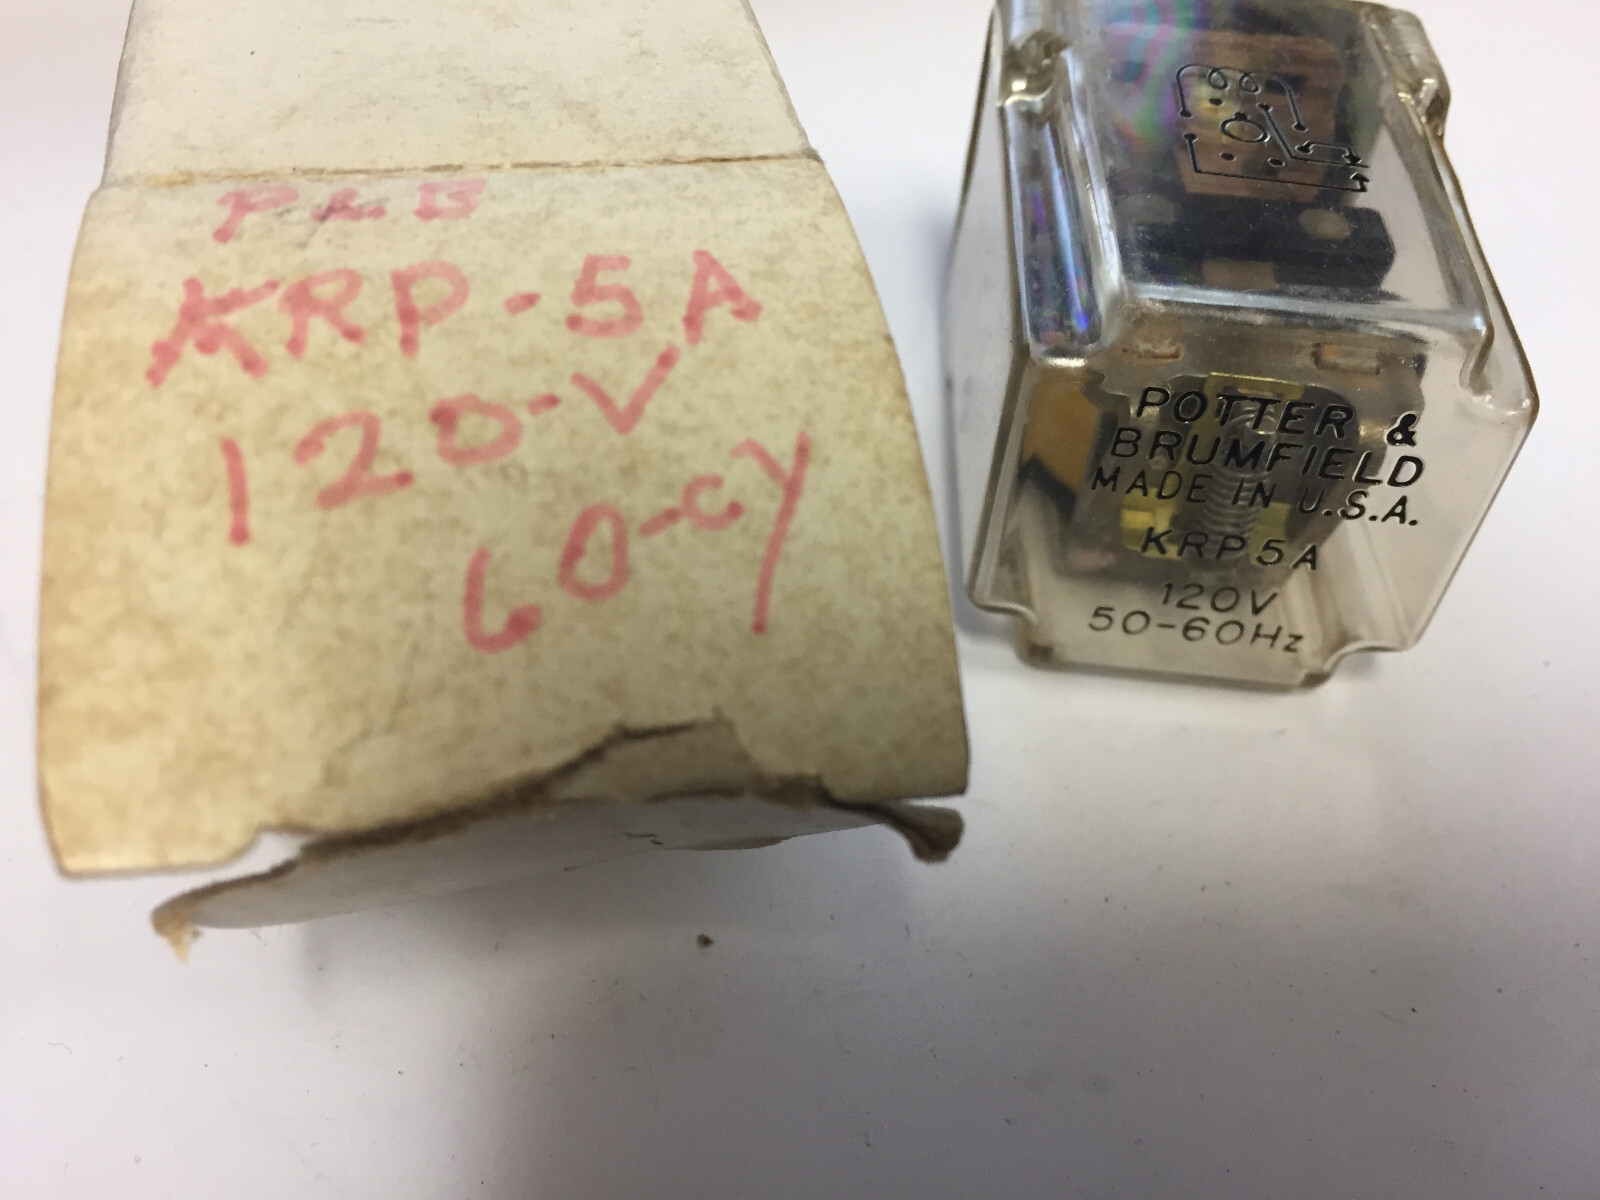 P & B
KRP-5A
120-V
60-CY
POTTER &
BRUMFIELD
MADE IN U.S.A.
KRP5A
120V
50-60Hz